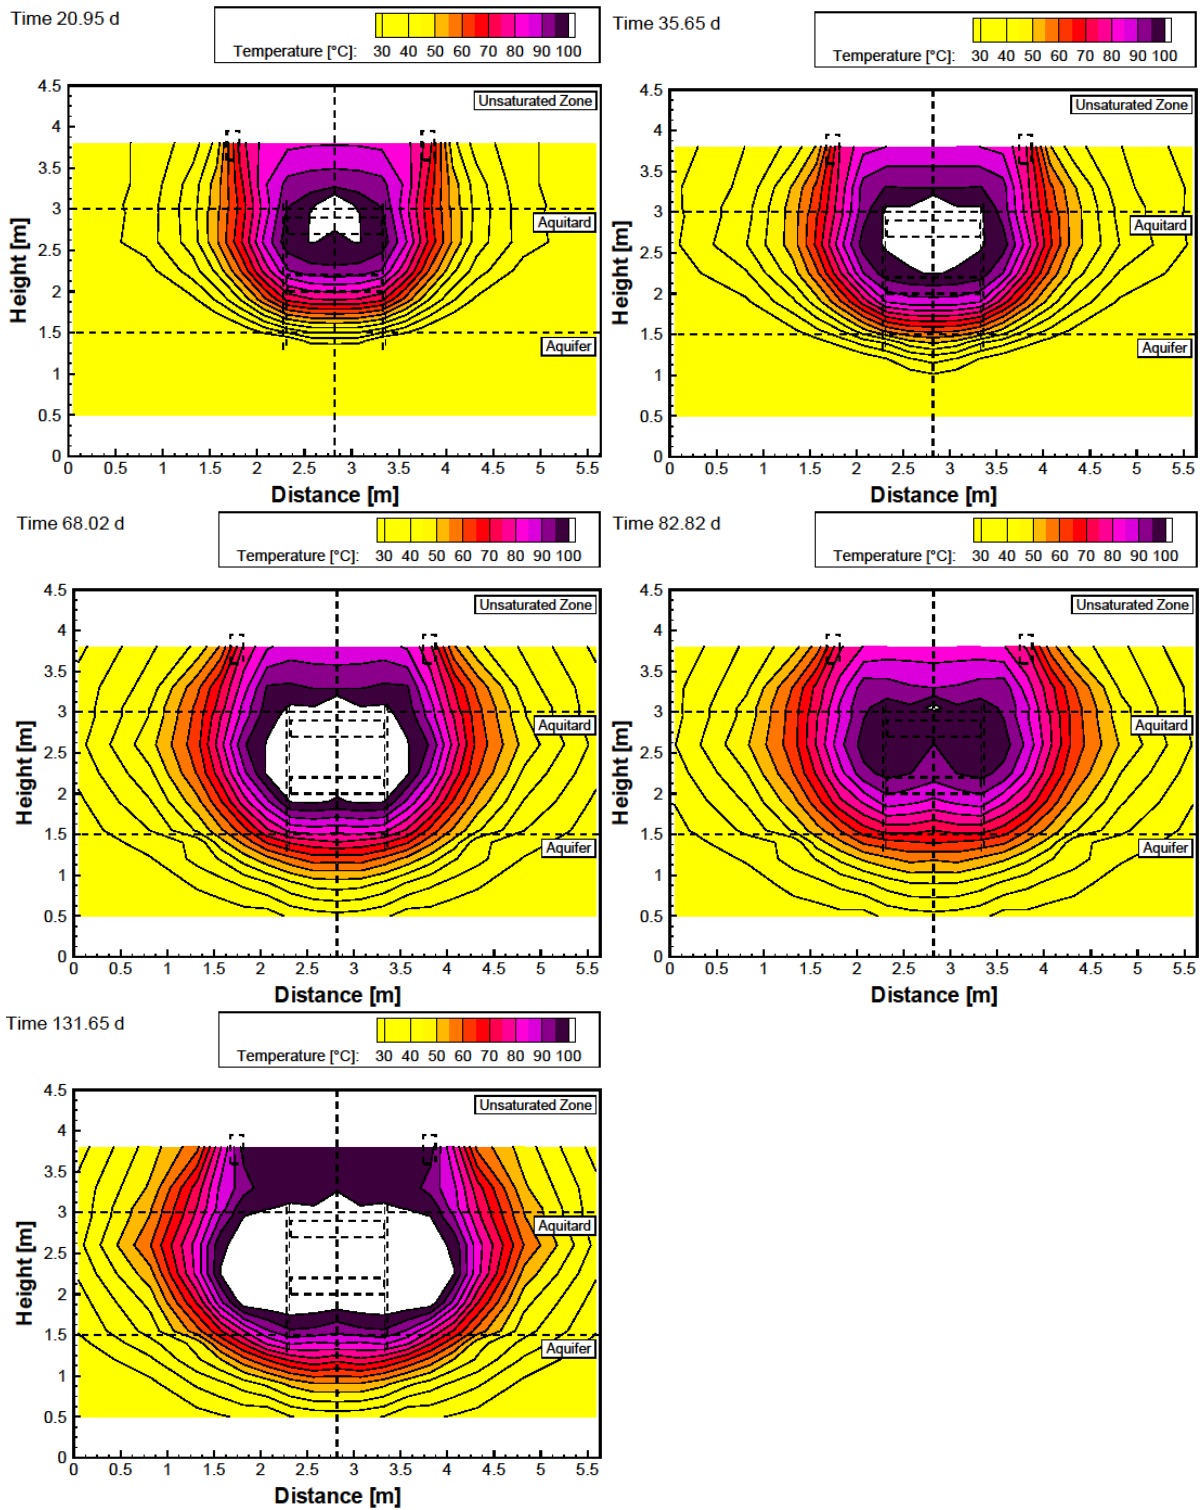 Time 20.95 d
Temperature [°C]: 30 40 50 60 70 80 90 100
Unsaturated Zone
Aquitard
Aquifer
Height [m]
4.5
4
3.5
3
2.5
2
1.5
1
0.5
0
0 0.5 1 1.5 2 2.5 3 3.5 4 4.5 5 5.5
Distance [m]
Time 35.65 d
Temperature [°C]: 30 40 50 60 70 80 90 100
Unsaturated Zone
Aquitard
Aquifer
Height [m]
4.5
4
3.5
3
2.5
2
1.5
1
0.5
0
0 0.5 1 1.5 2 2.5 3 3.5 4 4.5 5 5.5
Distance [m]
Time 68.02 d
Temperature [°C]: 30 40 50 60 70 80 90 100
Unsaturated Zone
Aquitard
Aquifer
Height [m]
4.5
4
3.5
3
2.5
2
1.5
1
0.5
0
0 0.5 1 1.5 2 2.5 3 3.5 4 4.5 5 5.5
Distance [m]
Time 82.82 d
Temperature [°C]: 30 40 50 60 70 80 90 100
Unsaturated Zone
Aquitard
Aquifer
Height [m]
4.5
4
3.5
3
2.5
2
1.5
1
0.5
0
0 0.5 1 1.5 2 2.5 3 3.5 4 4.5 5 5.5
Distance [m]
Time 131.65 d
Temperature [°C]: 30 40 50 60 70 80 90 100
Unsaturated Zone
Aquitard
Aquifer
Height [m]
4.5
4
3.5
3
2.5
2
1.5
1
0.5
0
0 0.5 1 1.5 2 2.5 3 3.5 4 4.5 5 5.5
Distance [m]